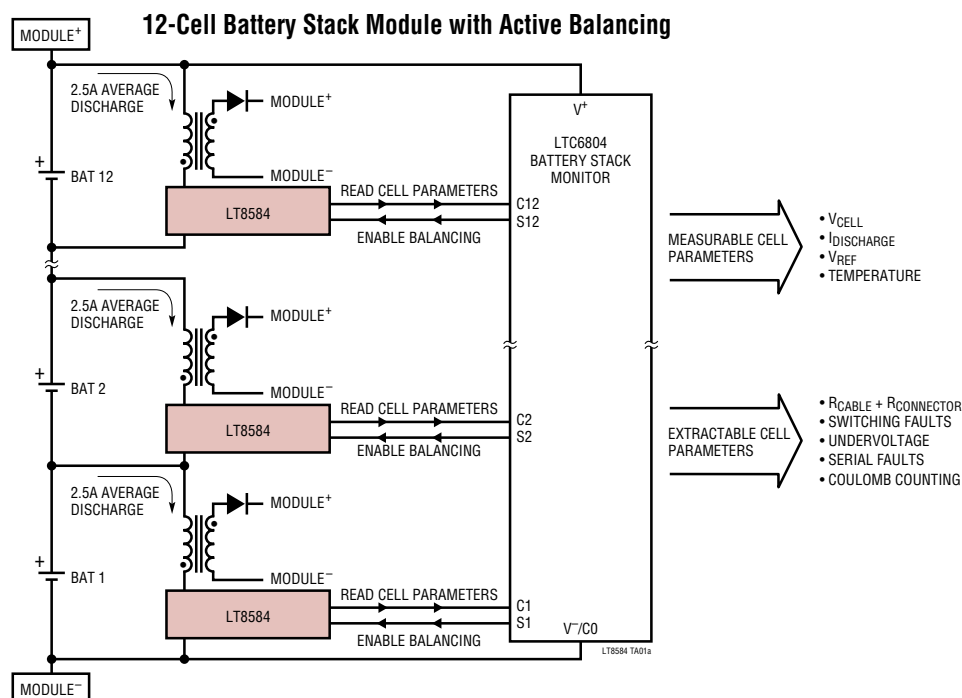 12-Cell Battery Stack Module with Active Balancing
MODULE+
2.5A AVERAGE
DISCHARGE
MODULE+
V+
LTC6804
BATTERY STACK
MONITOR
+
BAT 12
MODULE−
LT8584
READ CELL PARAMETERS
C12
S12
ENABLE BALANCING
MEASURABLE CELL
PARAMETERS
• VCELL
• IDISCHARGE
• VREF
• TEMPERATURE
2.5A AVERAGE
DISCHARGE
MODULE+
+
BAT 2
MODULE−
LT8584
READ CELL PARAMETERS
C2
S2
ENABLE BALANCING
EXTRACTABLE CELL
PARAMETERS
• RCABLE + RCONNECTOR
• SWITCHING FAULTS
• UNDERVOLTAGE
• SERIAL FAULTS
• COULOMB COUNTING
2.5A AVERAGE
DISCHARGE
MODULE+
+
BAT 1
MODULE−
LT8584
READ CELL PARAMETERS
C1
S1
ENABLE BALANCING
V−/C0
LT8584 TA01a
MODULE−